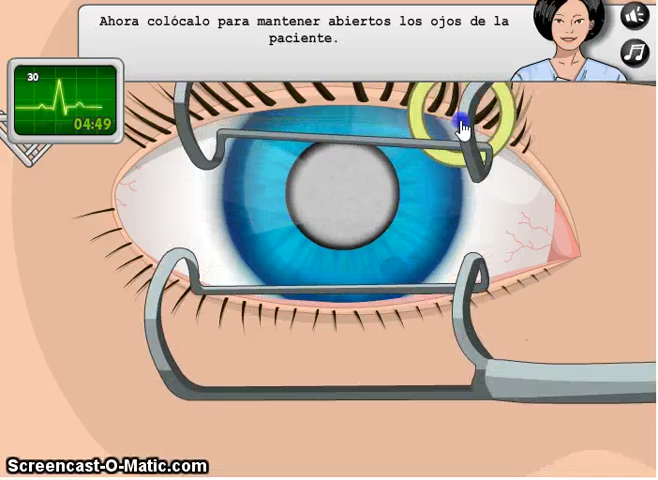 Ahora colócalo para mantener abiertos los ojos de la
paciente.
30
04:49
Screencast-O-Matic.com